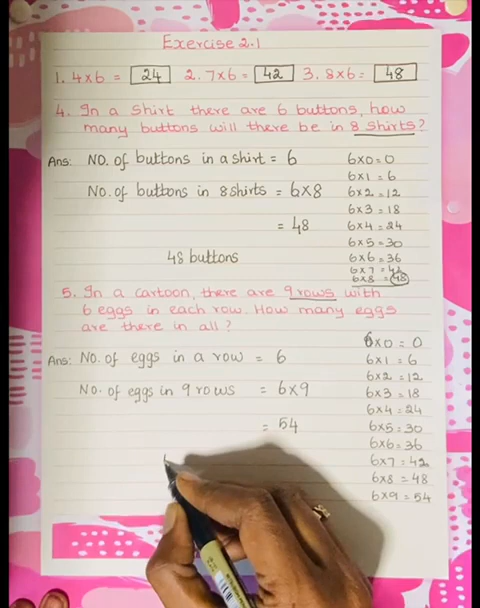 Exercise 2.1
1. 4x6 = 24 2. 7x6 = 42 3. 8x6 = 48
4. In a shirt there are 6 buttons, how
many buttons will there be in 8 shirts?
Ans: NO. of buttons in a shirt = 6
No. of buttons in 8 shirts = 6x8
= 48
48 buttons
6x0=0
6x1 = 6
6x2 = 12
6x3 = 18
6x4 = 24
6x5 = 30
6x6 = 36
6x7 = 42
6x8 = 48
5. In a cartoon, there are 9 rows with
6 eggs in each row. How many eggs
are there in all?
Ans: NO. of eggs in a row = 6
NO. of eggs in 9 rows = 6x9
= 54
6x0 = 0
6x1 = 6
6x2 = 12
6x3 = 18
6x4 = 24
6x5 = 30
6x6 = 36
6x7 = 42
6x8 = 48
6x9 = 54